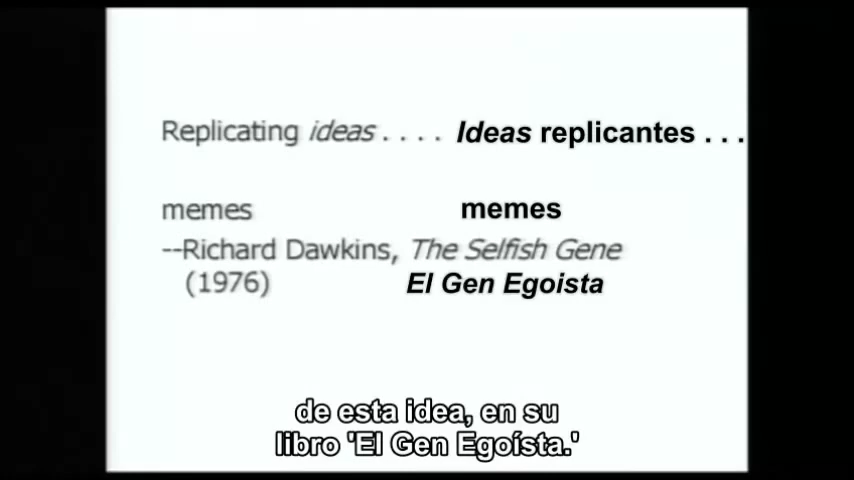 Replicating ideas . . . . Ideas replicantes . . .
memes memes
--Richard Dawkins, The Selfish Gene
(1976) El Gen Egoista
de esta idea, en su
libro 'El Gen Egoísta.'